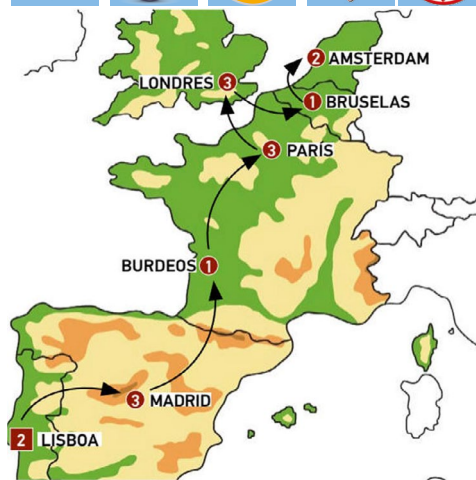 2 AMSTERDAM
LONDRES 3
1 BRUSELAS
3 PARÍS
BURDEOS 1
3 MADRID
2 LISBOA